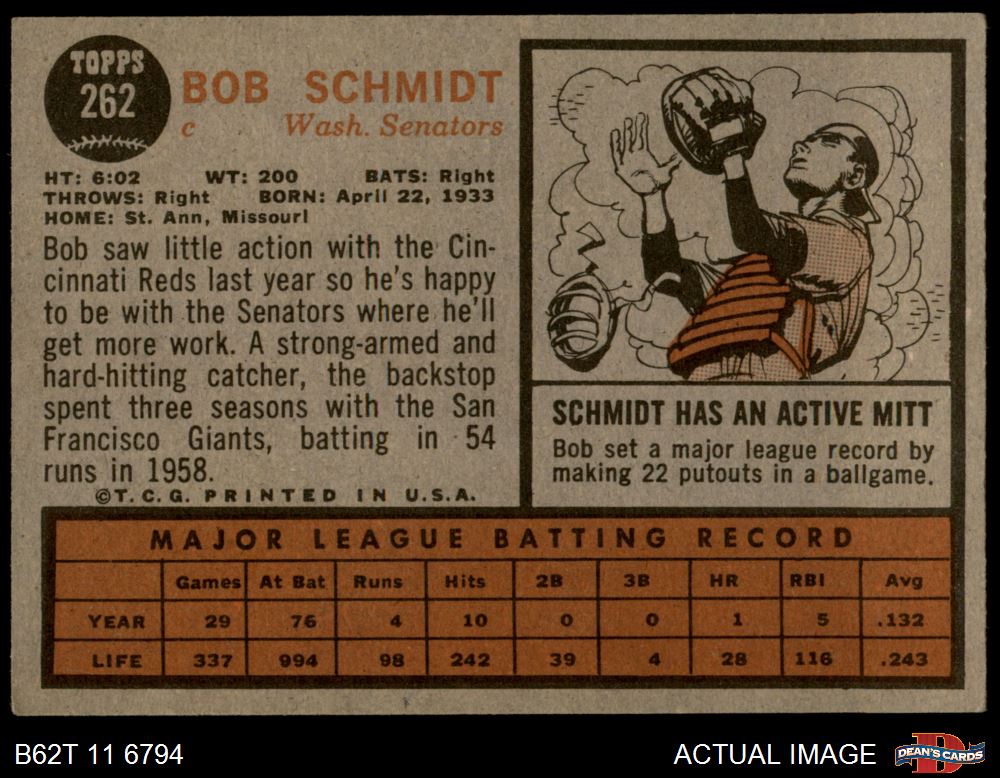 TOPPS
262
BOB SCHMIDT
c Wash. Senators
HT: 6:02 WT: 200 BATS: Right
THROWS: Right BORN: April 22, 1933
HOME: St. Ann, Missouri
Bob saw little action with the Cin-
cinnati Reds last year so he's happy
to be with the Senators where he'll
get more work. A strong-armed and
hard-hitting catcher, the backstop
spent three seasons with the San
Francisco Giants, batting in 54
runs in 1958.
©T.C.G. PRINTED IN U.S.A.
SCHMIDT HAS AN ACTIVE MITT
Bob set a major league record by
making 22 putouts in a ballgame.
MAJOR LEAGUE BATTING RECORD
Games At Bat Runs Hits 2B 3B HR RBI Avg
YEAR 29 76 4 10 0 0 1 5 .132
LIFE 337 994 98 242 39 4 28 116 .243
B62T 11 6794
ACTUAL IMAGE
D
DEAN'S CARDS